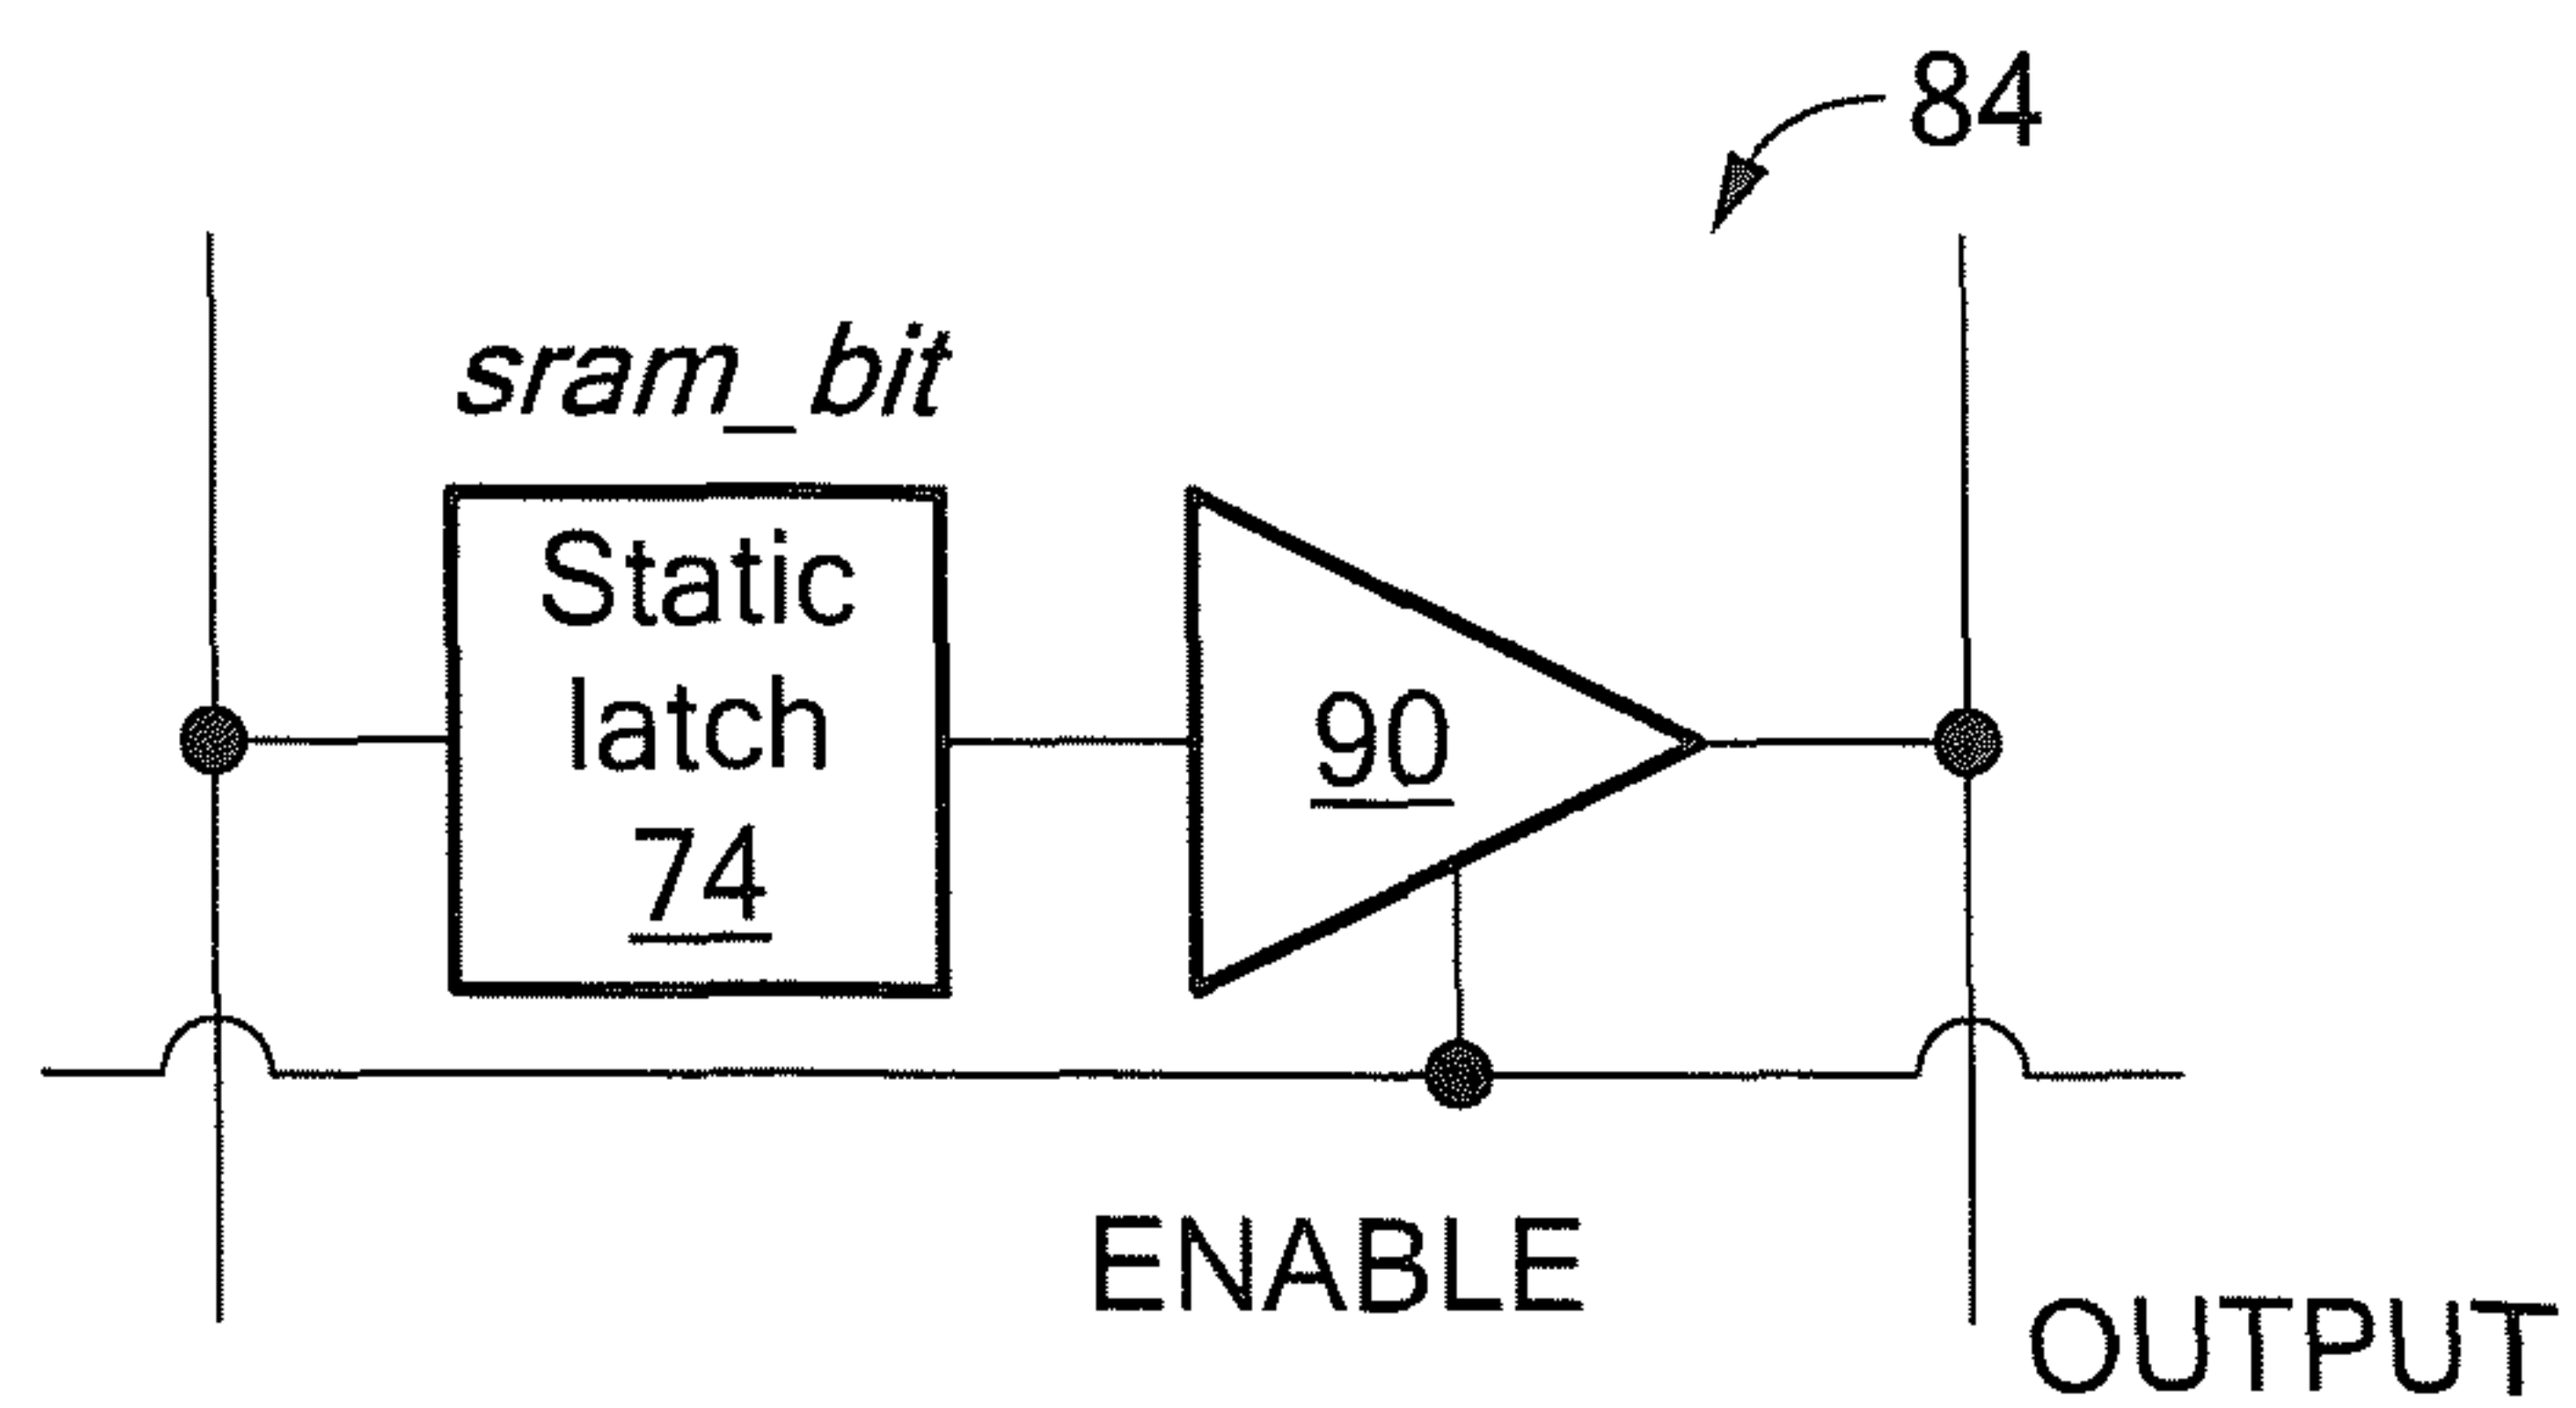 84
sram_bit
Static
latch
74
90
ENABLE
OUTPUT